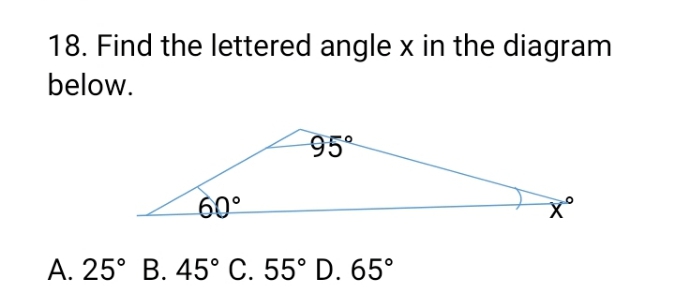 18. Find the lettered angle x in the diagram
below.
95°
60°
x°
A. 25° B. 45° C. 55° D. 65°